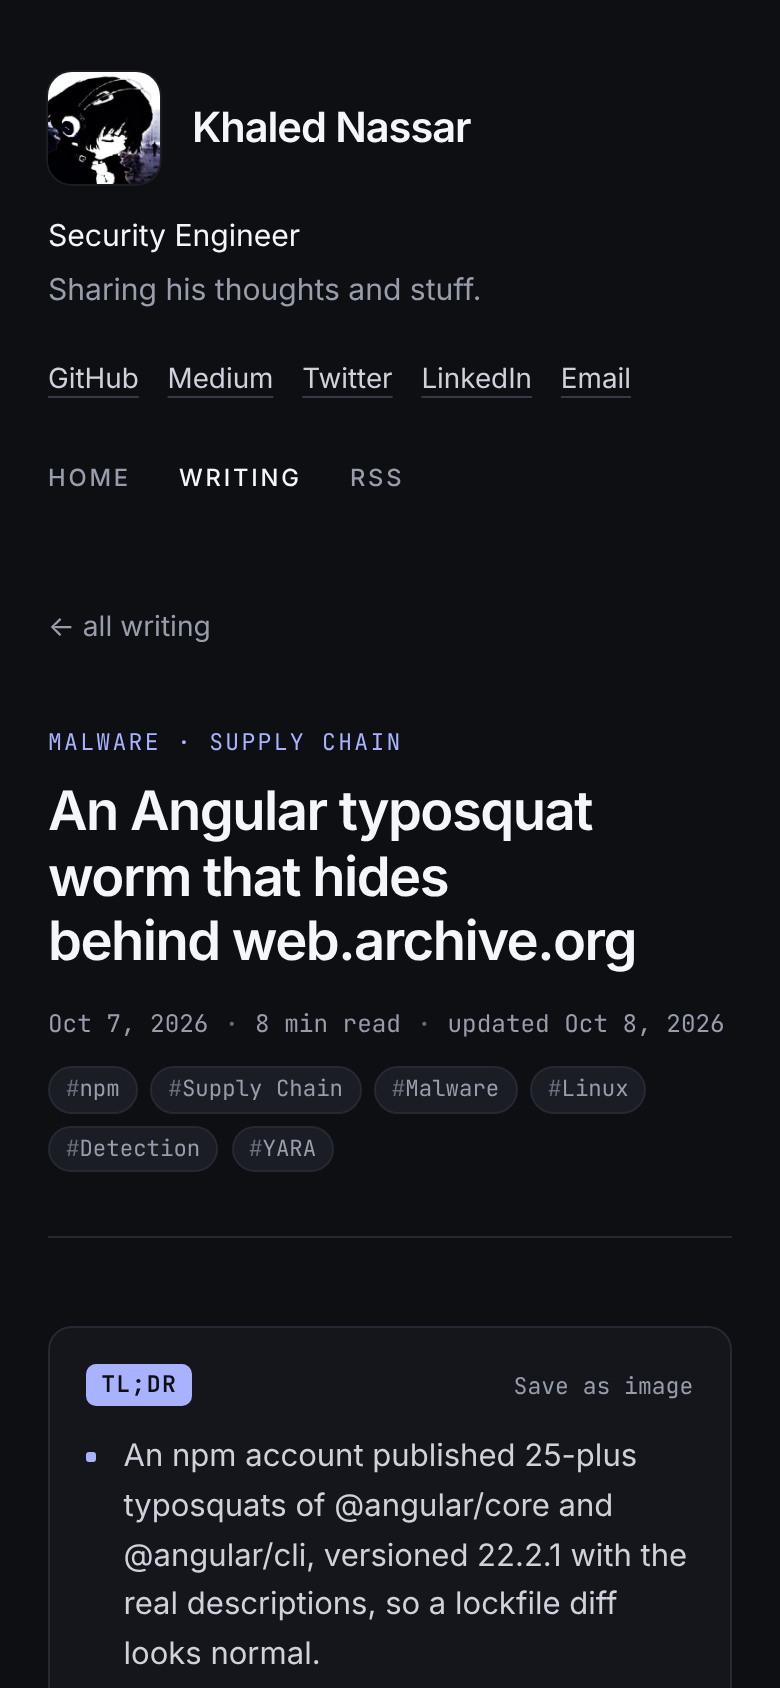 Khaled Nassar
Security Engineer
Sharing his thoughts and stuff.
GitHub Medium Twitter LinkedIn Email
HOME WRITING RSS
← all writing
MALWARE · SUPPLY CHAIN
An Angular typosquat
worm that hides
behind web.archive.org
Oct 7, 2026 · 8 min read · updated Oct 8, 2026
#npm #Supply Chain #Malware #Linux
#Detection #YARA
TL;DR Save as image
An npm account published 25-plus
typosquats of @angular/core and
@angular/cli, versioned 22.2.1 with the
real descriptions, so a lockfile diff
looks normal.